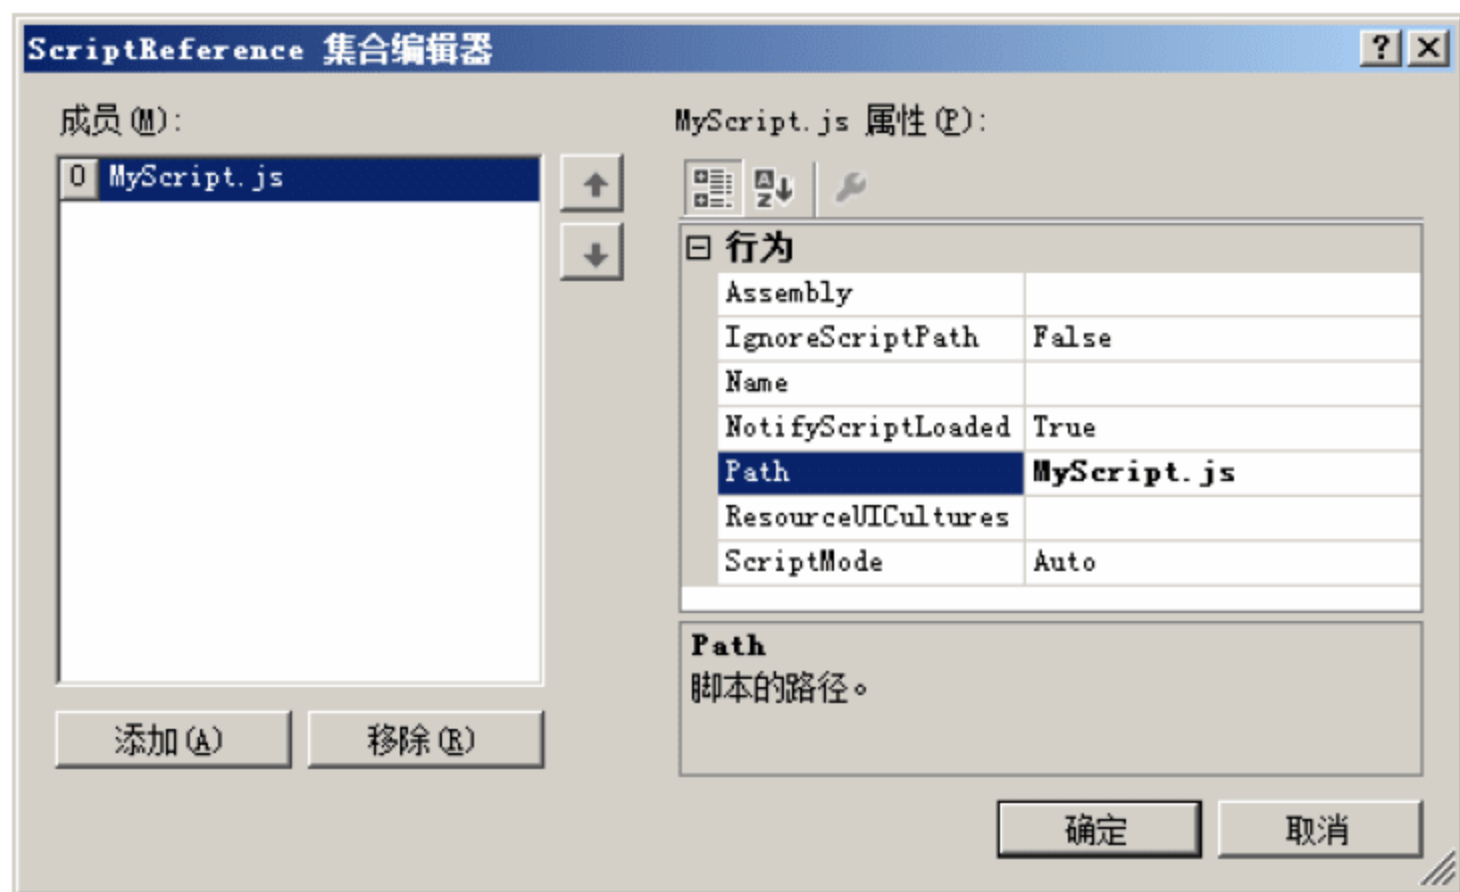 ScriptReference 集合编辑器
成员(M):
MyScript.js 属性(P):
0 MyScript.js
行为
Assembly
IgnoreScriptPath False
Name
NotifyScriptLoaded True
Path MyScript.js
ResourceUICultures
ScriptMode Auto
Path
脚本的路径。
添加(A) 移除(R)
确定 取消